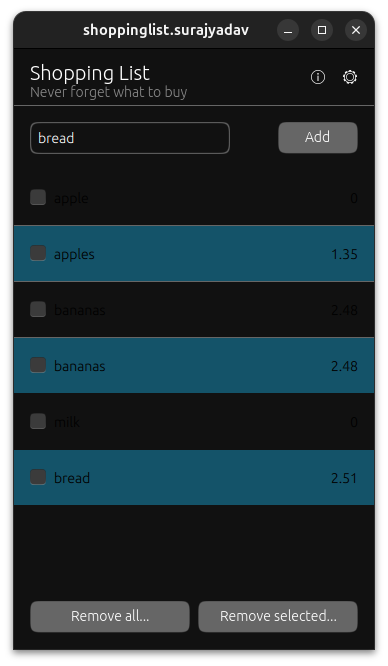 shoppinglist.surajyadav
Shopping List
Never forget what to buy
bread Add
apple 0
apples 1.35
bananas 2.48
bananas 2.48
milk 0
bread 2.51
Remove all... Remove selected...